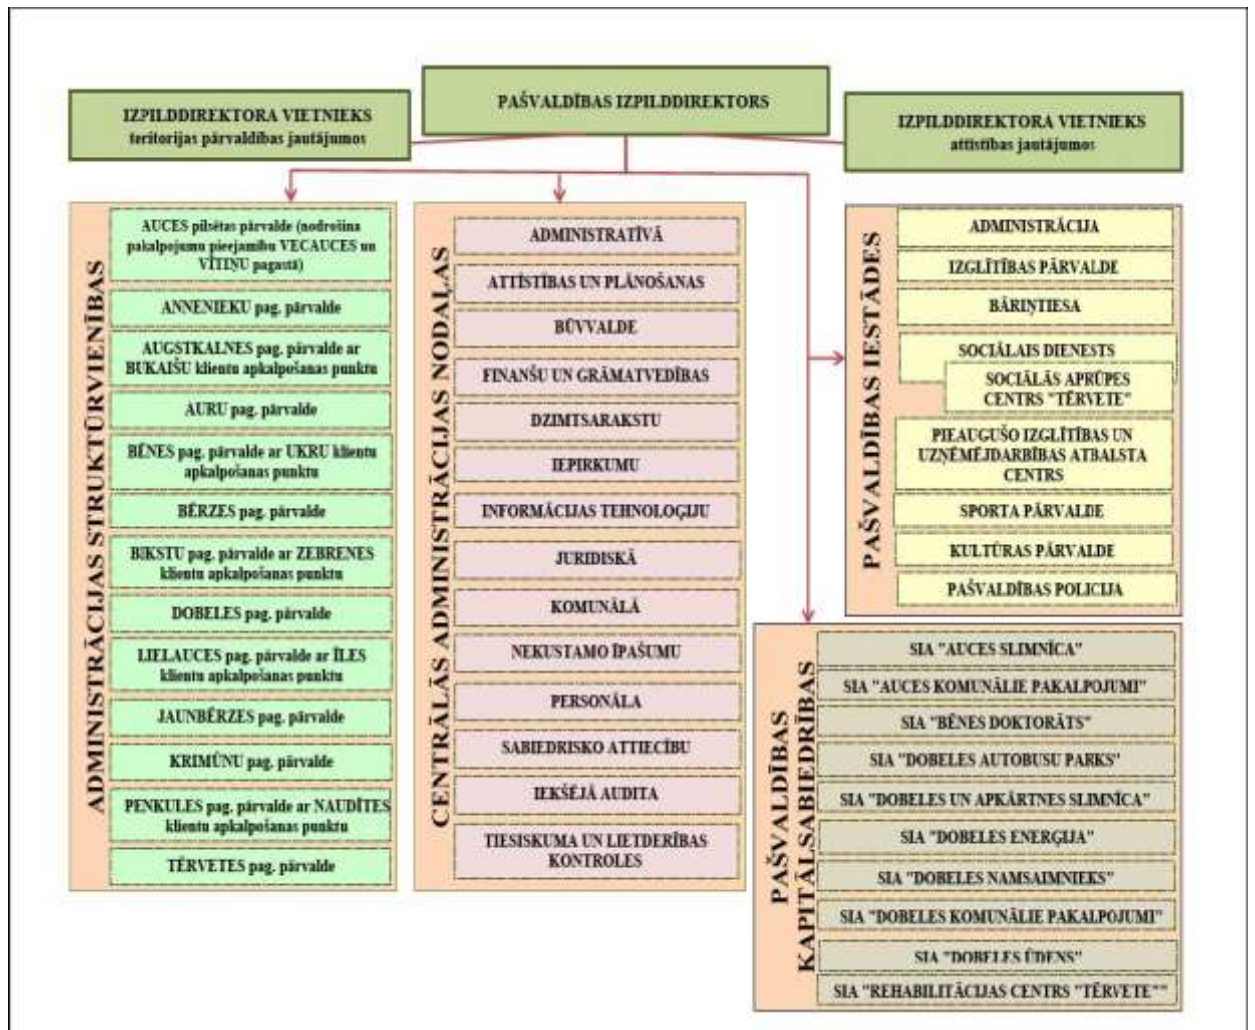 PAŠVALDĪBAS IZPILDDIREKTORS
IZPILDDIREKTORA VIETNIEKS
teritorijas pārvaldības jautājumos
IZPILDDIREKTORA VIETNIEKS
attīstības jautājumos
ADMINISTRĀCIJAS STRUKTŪRVIENĪBAS
AUCES pilsētas pārvalde (nodrošina
pakalpojumu pieejamību VECAUCES un
VĪTIŅU pagastā)
ANNENIEKU pag. pārvalde
AUGSTKALNES pag. pārvalde ar
BUKAIŠU klientu apkalpošanas punktu
AURU pag. pārvalde
BĒNES pag. pārvalde ar UKRU klientu
apkalpošanas punktu
BĒRZES pag. pārvalde
BIKSTU pag. pārvalde ar ZEBRENES
klientu apkalpošanas punktu
DOBELES pag. pārvalde
LIELAUCES pag. pārvalde ar ĪLES
klientu apkalpošanas punktu
JAUNBĒRZES pag. pārvalde
KRIMŪNU pag. pārvalde
PENKULES pag. pārvalde ar NAUDĪTES
klientu apkalpošanas punktu
TĒRVETES pag. pārvalde
CENTRĀLĀS ADMINISTRĀCIJAS NODAĻAS
ADMINISTRATĪVĀ
ATTĪSTĪBAS UN PLĀNOŠANAS
BŪVVALDE
FINANŠU UN GRĀMATVEDĪBAS
DZIMTSARAKSTU
IEPIRKUMU
INFORMĀCIJAS TEHNOLOĢIJU
JURIDISKĀ
KOMUNĀLĀ
NEKUSTAMO ĪPAŠUMU
PERSONĀLA
SABIEDRISKO ATTIECĪBU
IEKŠĒJĀ AUDITA
TIESISKUMA UN LIETDERĪBAS
KONTROLES
PAŠVALDĪBAS IESTĀDES
ADMINISTRĀCIJA
IZGLĪTĪBAS PĀRVALDE
BĀRIŅTIESA
SOCIĀLAIS DIENESTS
SOCIĀLĀS APRŪPES
CENTRS "TĒRVETE"
PIEAUGUŠO IZGLĪTĪBAS UN
UZŅĒMĒJDARBĪBAS ATBALSTA
CENTRS
SPORTA PĀRVALDE
KULTŪRAS PĀRVALDE
PAŠVALDĪBAS POLICIJA
PAŠVALDĪBAS
KAPITĀLSABIEDRĪBAS
SIA "AUCES SLIMNĪCA"
SIA "AUCES KOMUNĀLIE PAKALPOJUMI"
SIA "BĒNES DOKTORĀTS"
SIA "DOBELES AUTOBUSU PARKS"
SIA "DOBELES UN APKĀRTNES SLIMNĪCA"
SIA "DOBELES ENERĢIJA"
SIA "DOBELES NAMSAIMNIEKS"
SIA "DOBELES KOMUNĀLIE PAKALPOJUMI"
SIA "DOBELES ŪDENS"
SIA "REHABILITĀCIJAS CENTRS "TĒRVETE""